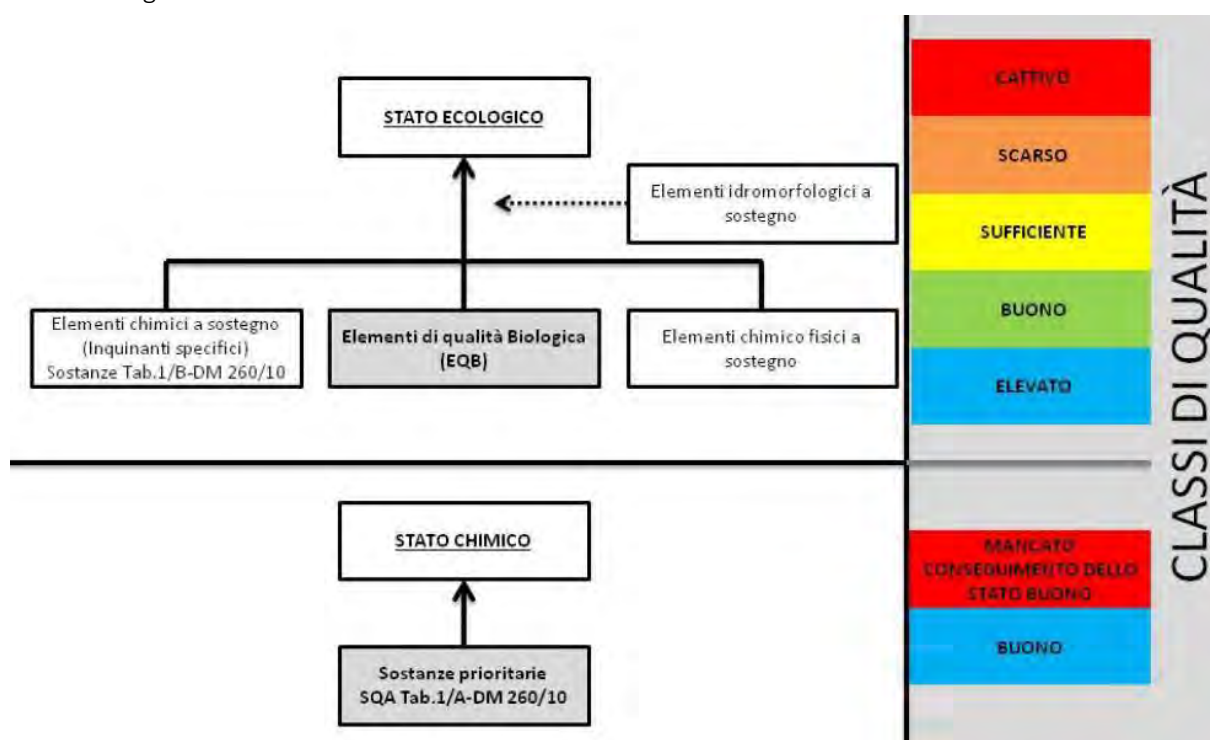 STATO ECOLOGICO
Elementi idromorfologici a
sostegno
Elementi chimici a sostegno
(Inquinanti specifici)
Sostanze Tab.1/B-DM 260/10
Elementi di qualità Biologica
(EQB)
Elementi chimico fisici a
sostegno
STATO CHIMICO
Sostanze prioritarie
SQA Tab.1/A-DM 260/10
CATTIVO
SCARSO
SUFFICIENTE
BUONO
ELEVATO
MANCATO
CONSEGUIMENTO DELLO
STATO BUONO
BUONO
CLASSI DI QUALITÀ